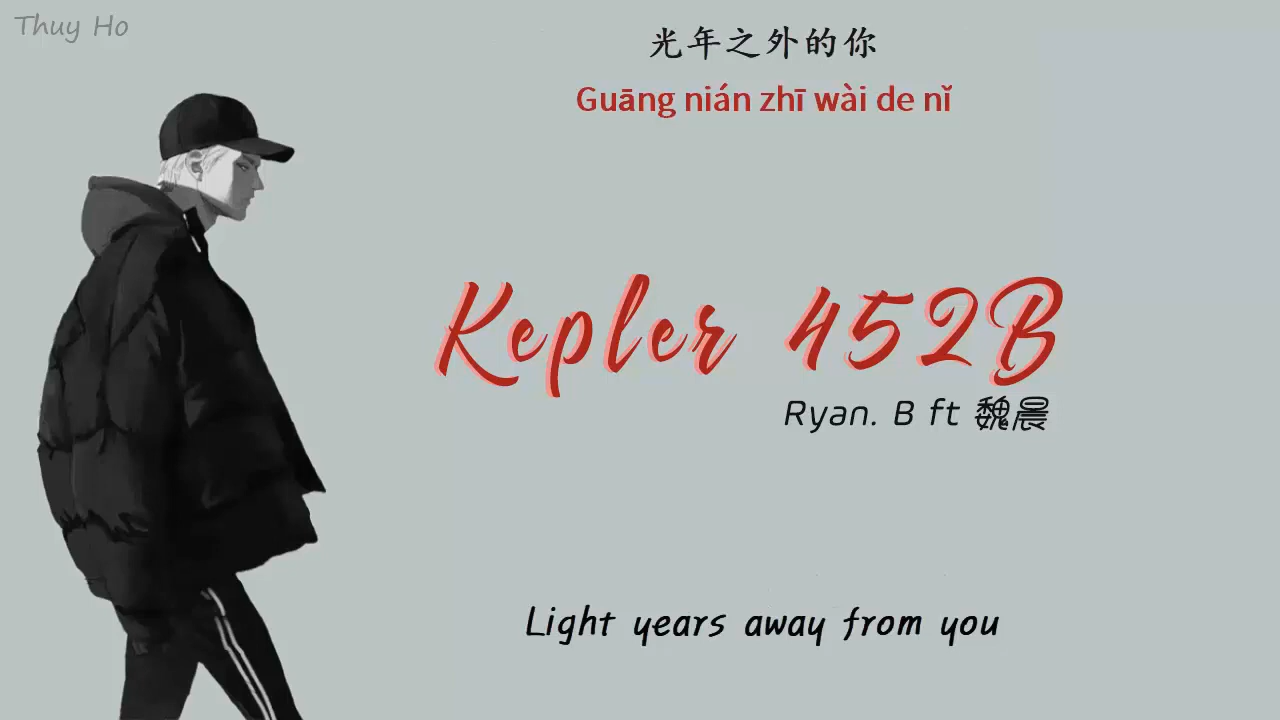 Thuy Ho
光年之外的你
Guāng nián zhī wài de nǐ
Kepler 452B
Ryan. B ft 魏晨
Light years away from you